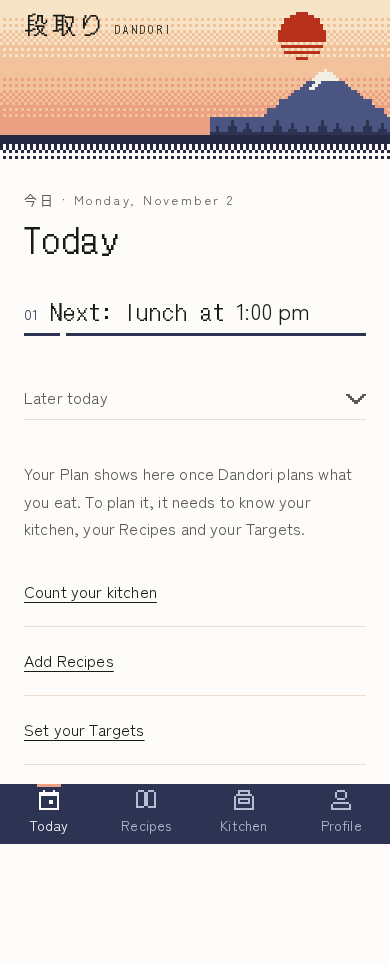 段取り DANDORI
今日 · Monday, November 2
Today
01 Next: lunch at 1:00 pm
Later today
Your Plan shows here once Dandori plans what
you eat. To plan it, it needs to know your
kitchen, your Recipes and your Targets.
Count your kitchen
Add Recipes
Set your Targets
Today Recipes Kitchen Profile